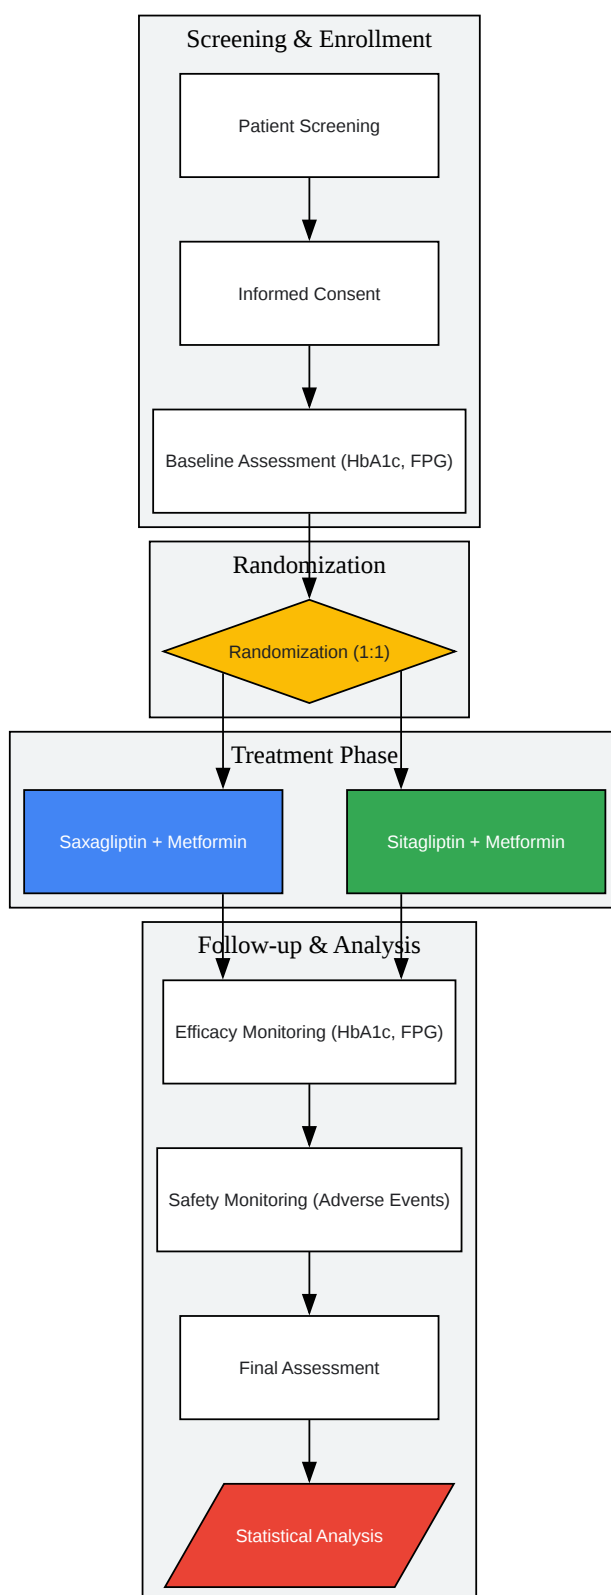 Screening & Enrollment
Patient Screening
Informed Consent
Baseline Assessment (HbA1c, FPG)
Randomization
Randomization (1:1)
Treatment Phase
Saxagliptin + Metformin
Sitagliptin + Metformin
Follow-up & Analysis
Efficacy Monitoring (HbA1c, FPG)
Safety Monitoring (Adverse Events)
Final Assessment
Statistical Analysis